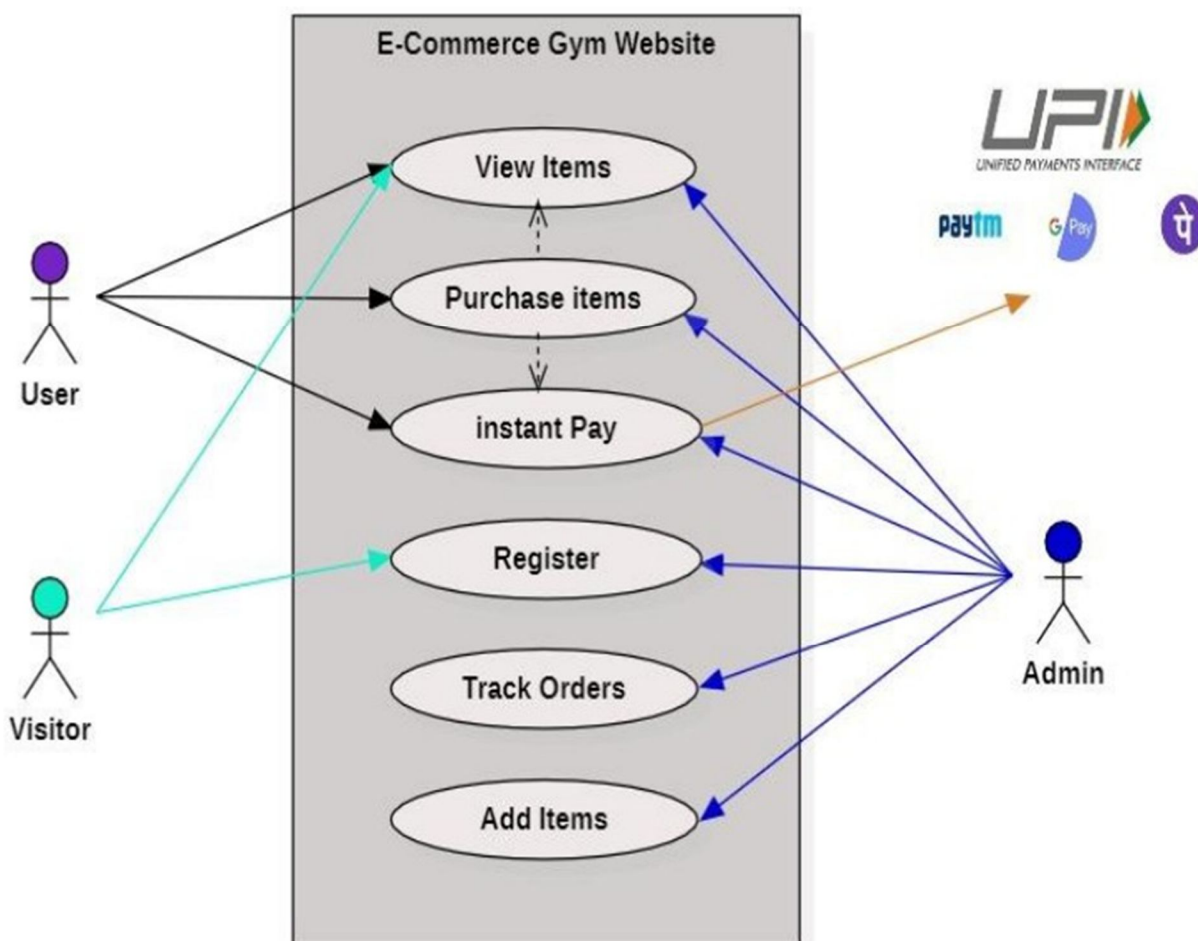 E-Commerce Gym Website
View Items
Purchase items
instant Pay
Register
Track Orders
Add Items
User
Visitor
Admin
UPI
UNIFIED PAYMENTS INTERFACE
paytm
G Pay
पे